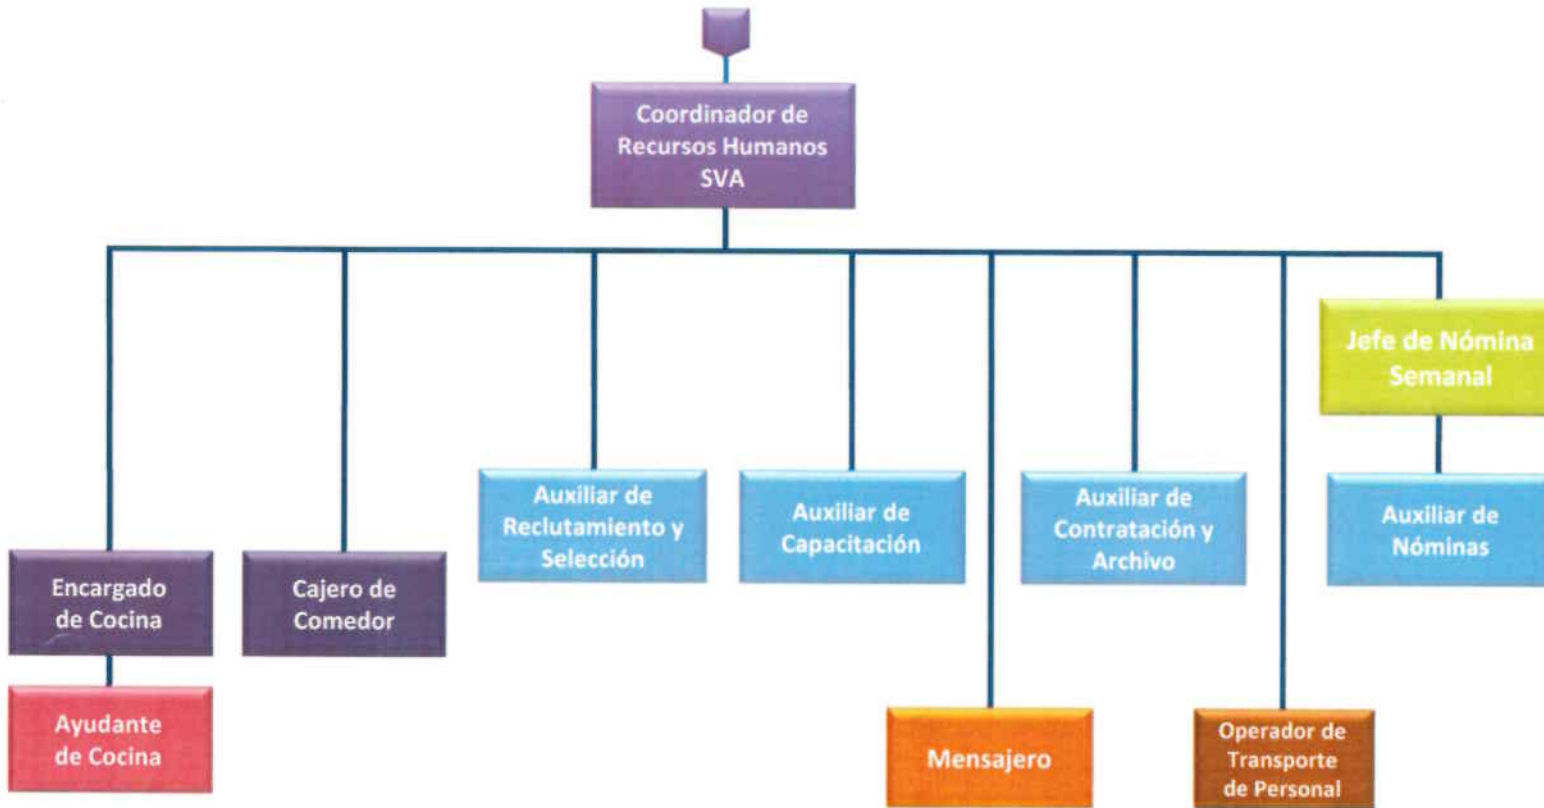 Coordinador de
Recursos Humanos
SVA
Jefe de Nómina
Semanal
Auxiliar de
Reclutamiento y
Selección
Auxiliar de
Capacitación
Auxiliar de
Contratación y
Archivo
Auxiliar de
Nóminas
Encargado
de Cocina
Cajero de
Comedor
Ayudante
de Cocina
Mensajero
Operador de
Transporte
de Personal